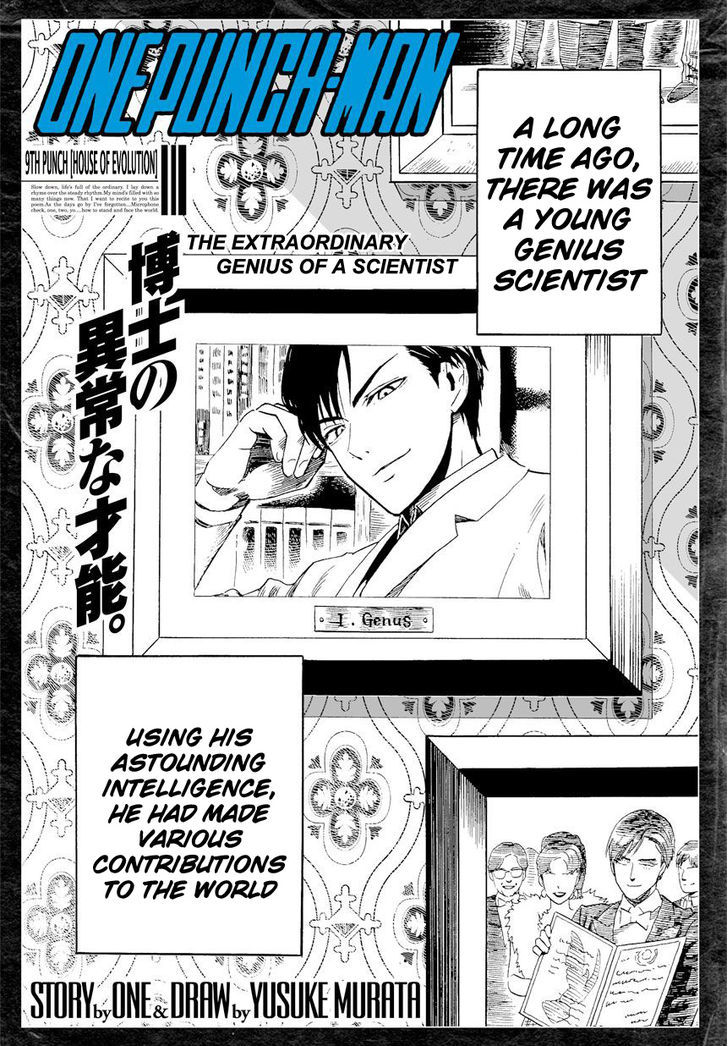 ONE PUNCH-MAN
9TH PUNCH [HOUSE OF EVOLUTION]
Slow down, life's full of the ordinary. I lay down a
rhyme over the steady rhythm.My mind's filled with so
many things now. That I want to recite to you this
poem.As the days go by I've forgotten...Microphone
check, one, two, yo.....how to stand and face the world.
A LONG
TIME AGO,
THERE WAS
A YOUNG
GENIUS
SCIENTIST
THE EXTRAORDINARY
GENIUS OF A SCIENTIST
博士の
異常な才能。
I. Genus
USING HIS
ASTOUNDING
INTELLIGENCE,
HE HAD MADE
VARIOUS
CONTRIBUTIONS
TO THE WORLD
STORY by ONE & DRAW by YUSUKE MURATA